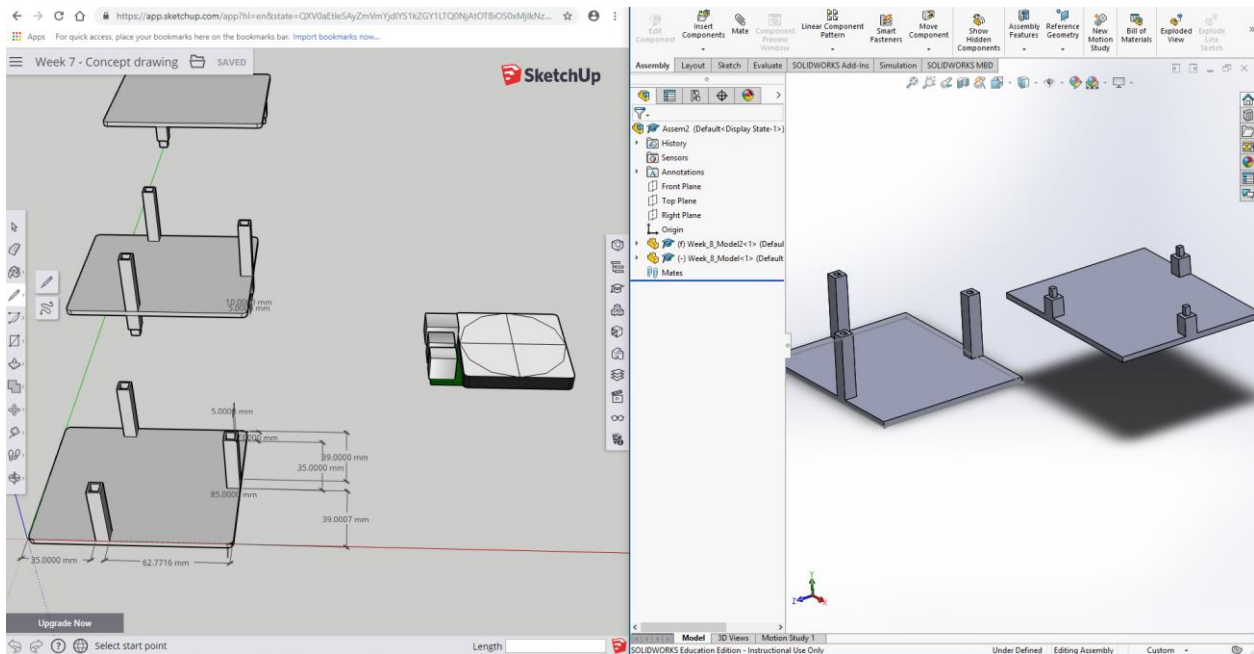 https://app.sketchup.com/app?hl=en&state=QXV0aEtleSAyZmVmYjdlYS1kZGY1LTQ0NjAtOTBiOS0xMjlkNz...
Apps For quick access, place your bookmarks here on the bookmarks bar. Import bookmarks now...
Week 7 - Concept drawing SAVED
SketchUp
10.0000 mm
5.0000 mm
5.0000 mm
39.0000 mm
35.0000 mm
85.0000 mm
39.0007 mm
35.0000 mm
62.7716 mm
Upgrade Now
Select start point
Length
Edit Component
Insert Components
Mate
Component Preview Window
Linear Component Pattern
Smart Fasteners
Move Component
Show Hidden Components
Assembly Features
Reference Geometry
New Motion Study
Bill of Materials
Exploded View
Explode Line Sketch
Assembly Layout Sketch Evaluate SOLIDWORKS Add-Ins Simulation SOLIDWORKS MBD
Assem2 (Default<Display State-1>)
History
Sensors
Annotations
Front Plane
Top Plane
Right Plane
Origin
(f) Week_8_Model2<1> (Defaul
(-) Week_8_Model<1> (Default
Mates
Y
Z
X
Model 3D Views Motion Study 1
SOLIDWORKS Education Edition - Instructional Use Only
Under Defined Editing Assembly Custom